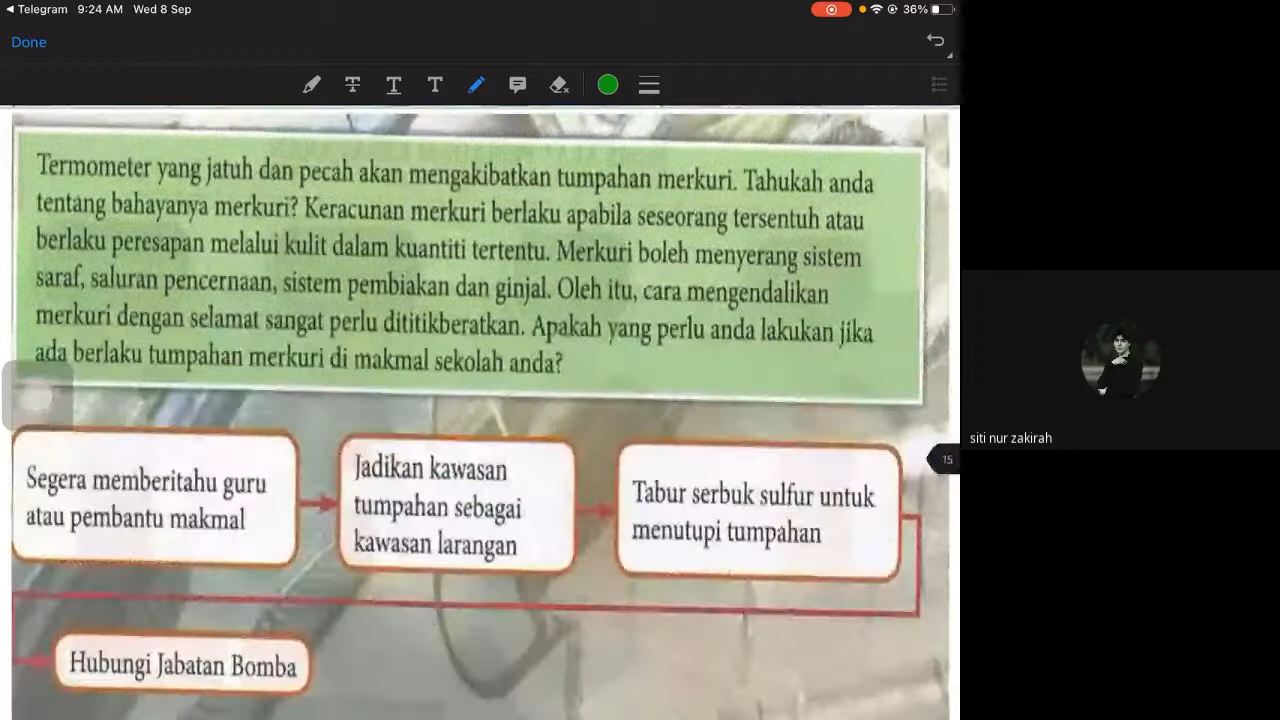 Telegram 9:24 AM Wed 8 Sep
36%
Done
Termometer yang jatuh dan pecah akan mengakibatkan tumpahan merkuri. Tahukah anda
tentang bahayanya merkuri? Keracunan merkuri berlaku apabila seseorang tersentuh atau
berlaku peresapan melalui kulit dalam kuantiti tertentu. Merkuri boleh menyerang sistem
saraf, saluran pencernaan, sistem pembiakan dan ginjal. Oleh itu, cara mengendalikan
merkuri dengan selamat sangat perlu dititikberatkan. Apakah yang perlu anda lakukan jika
ada berlaku tumpahan merkuri di makmal sekolah anda?
Segera memberitahu guru
atau pembantu makmal
Jadikan kawasan
tumpahan sebagai
kawasan larangan
Tabur serbuk sulfur untuk
menutupi tumpahan
Hubungi Jabatan Bomba
15
siti nur zakirah